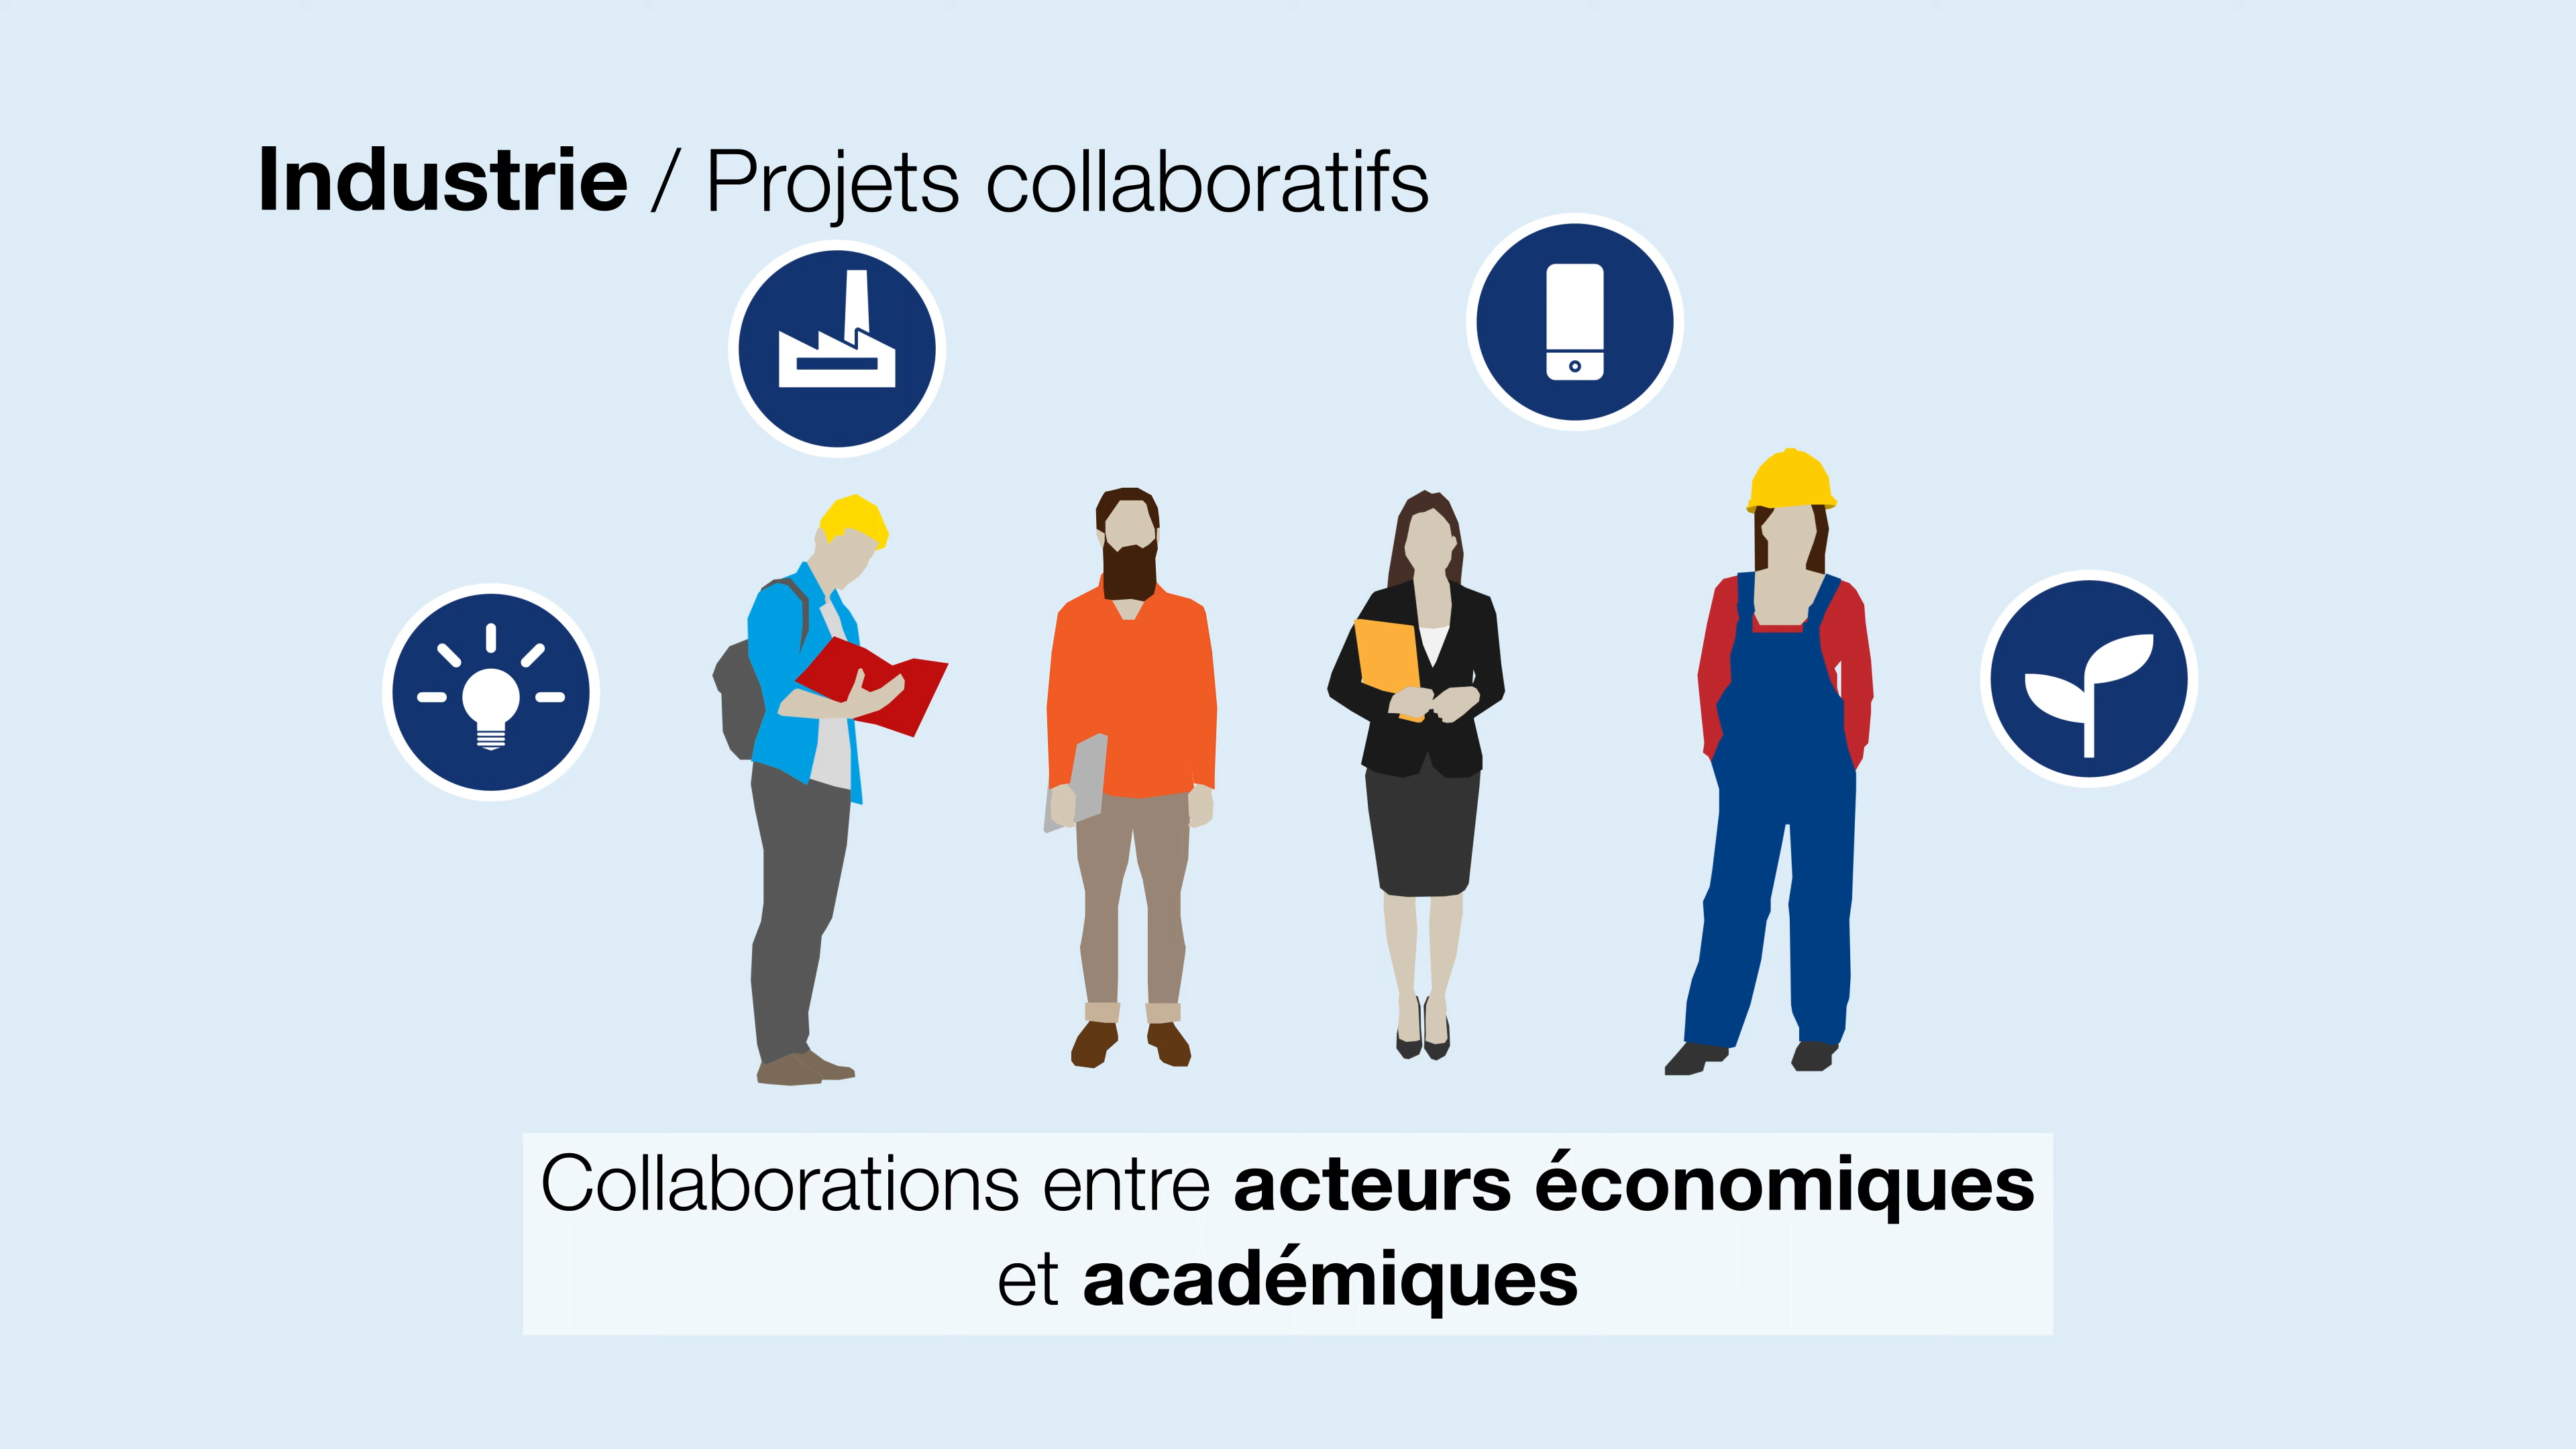 Industrie / Projets collaboratifs
Collaborations entre acteurs économiques
et académiques